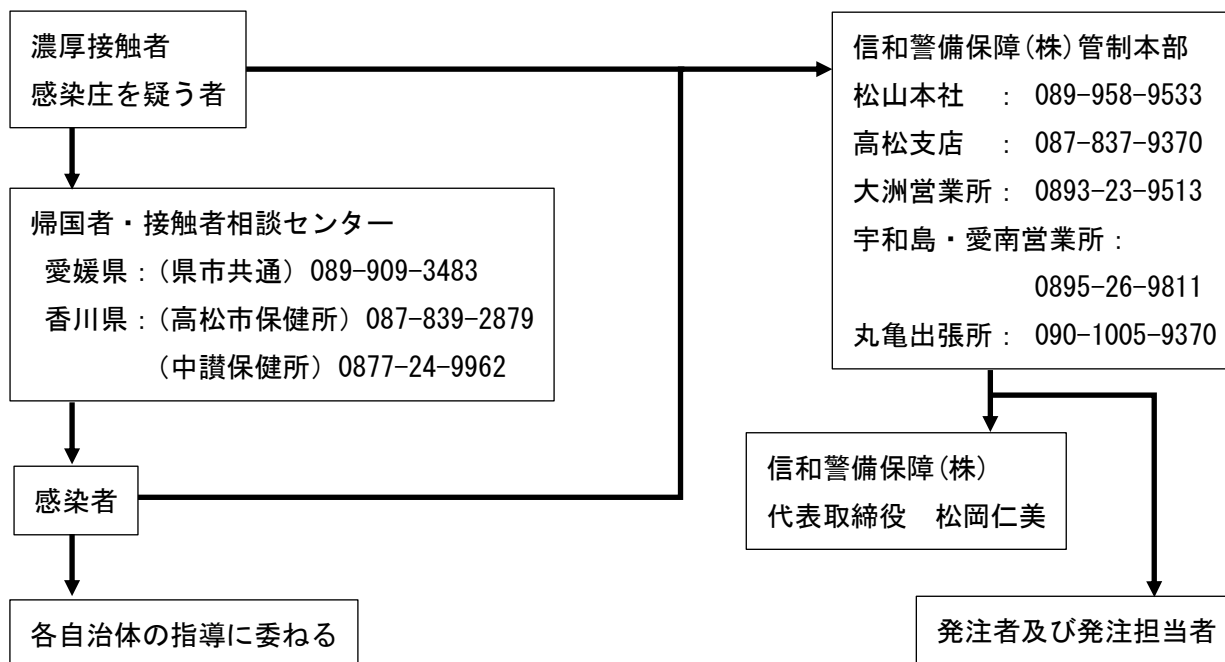 濃厚接触者
感染庄を疑う者
帰国者・接触者相談センター
愛媛県：（県市共通）089-909-3483
香川県：（高松市保健所）087-839-2879
（中讃保健所）0877-24-9962
感染者
各自治体の指導に委ねる
信和警備保障(株)管制本部
松山本社　：　089-958-9533
高松支店　：　087-837-9370
大洲営業所：　0893-23-9513
宇和島・愛南営業所：
0895-26-9811
丸亀出張所：　090-1005-9370
信和警備保障(株)
代表取締役　松岡仁美
発注者及び発注担当者